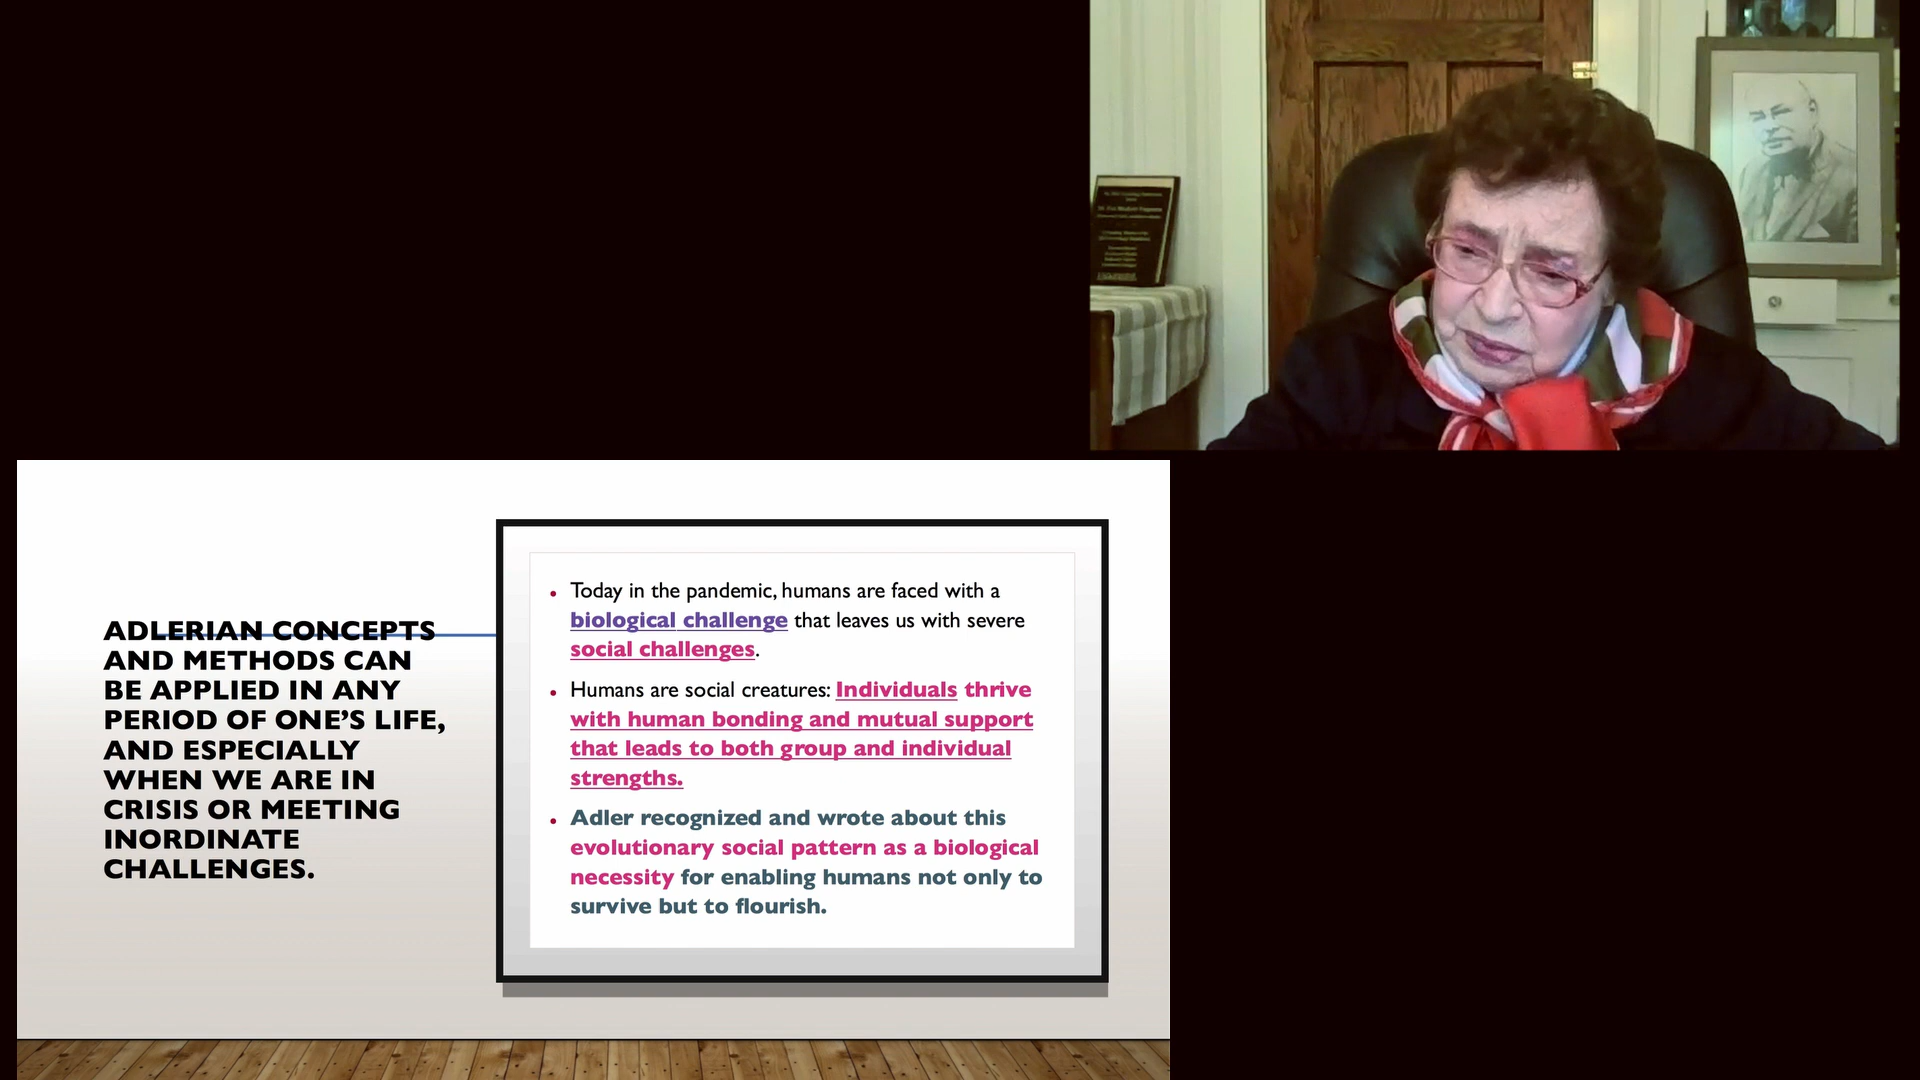 ADLERIAN CONCEPTS
AND METHODS CAN
BE APPLIED IN ANY
PERIOD OF ONE’S LIFE,
AND ESPECIALLY
WHEN WE ARE IN
CRISIS OR MEETING
INORDINATE
CHALLENGES.
• Today in the pandemic, humans are faced with a
biological challenge that leaves us with severe
social challenges.
• Humans are social creatures: Individuals thrive
with human bonding and mutual support
that leads to both group and individual
strengths.
• Adler recognized and wrote about this
evolutionary social pattern as a biological
necessity for enabling humans not only to
survive but to flourish.